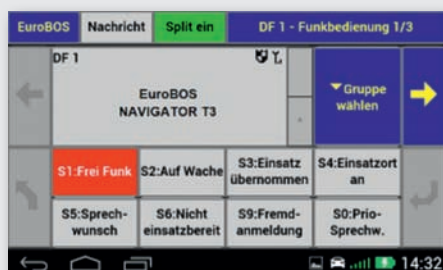 EuroBOS Nachricht Split ein DF 1 - Funkbedienung 1/3
DF 1
EuroBOS
NAVIGATOR T3
Gruppe
wählen
S1:Frei Funk
S2:Auf Wache
S3:Einsatz
übernommen
S4:Einsatzort
an
S5:Sprech-
wunsch
S6:Nicht
einsatzbereit
S9:Fremd-
anmeldung
S0:Prio-
Sprechw.
14:32